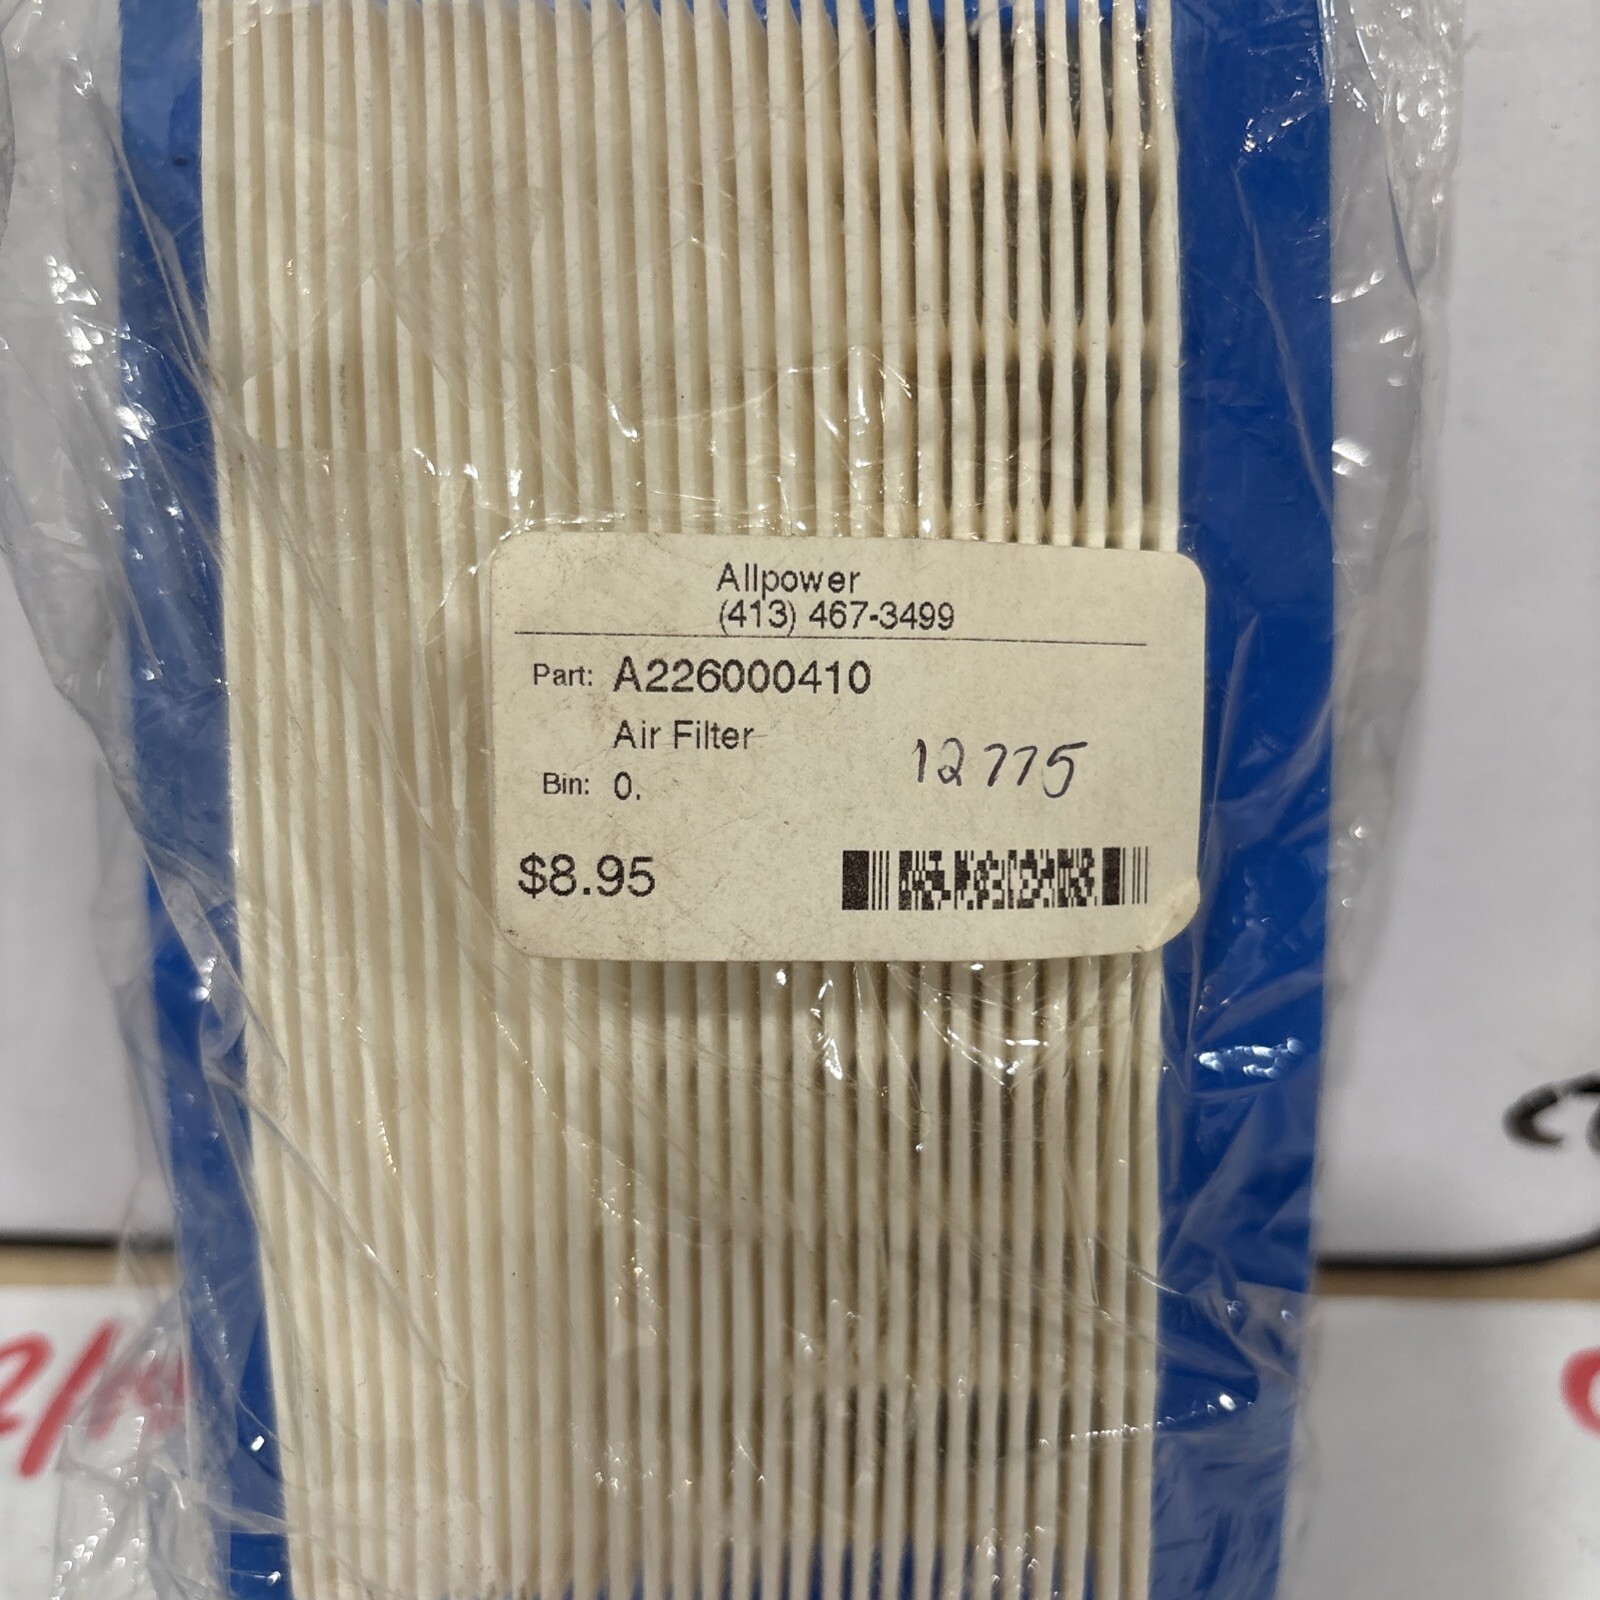 Allpower
(413) 467-3499
Part: A226000410
Air Filter
12775
Bin: 0.
$8.95